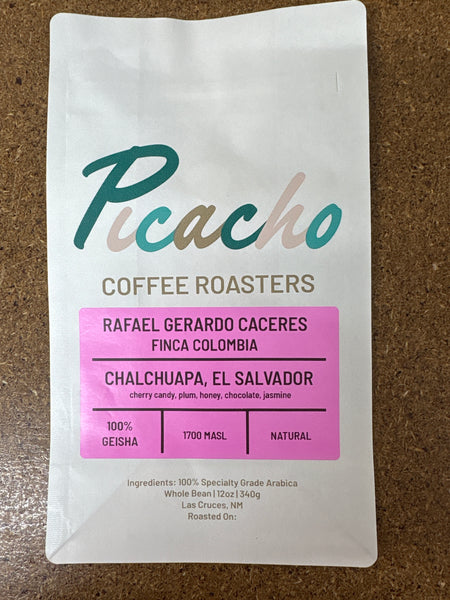 Picacho
COFFEE ROASTERS
RAFAEL GERARDO CACERES
FINCA COLOMBIA
CHALCHUAPA, EL SALVADOR
cherry candy, plum, honey, chocolate, jasmine
100%
GEISHA
1700 MASL
NATURAL
Ingredients: 100% Specialty Grade Arabica
Whole Bean | 12oz | 340g
Las Cruces, NM
Roasted On: